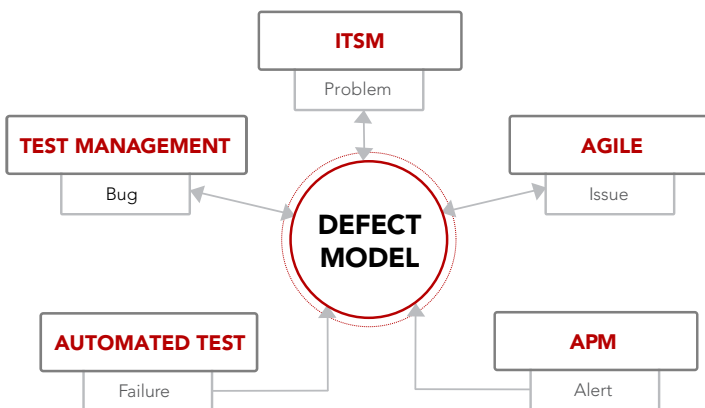 ITSM
Problem
TEST MANAGEMENT
Bug
AGILE
Issue
DEFECT
MODEL
AUTOMATED TEST
Failure
APM
Alert